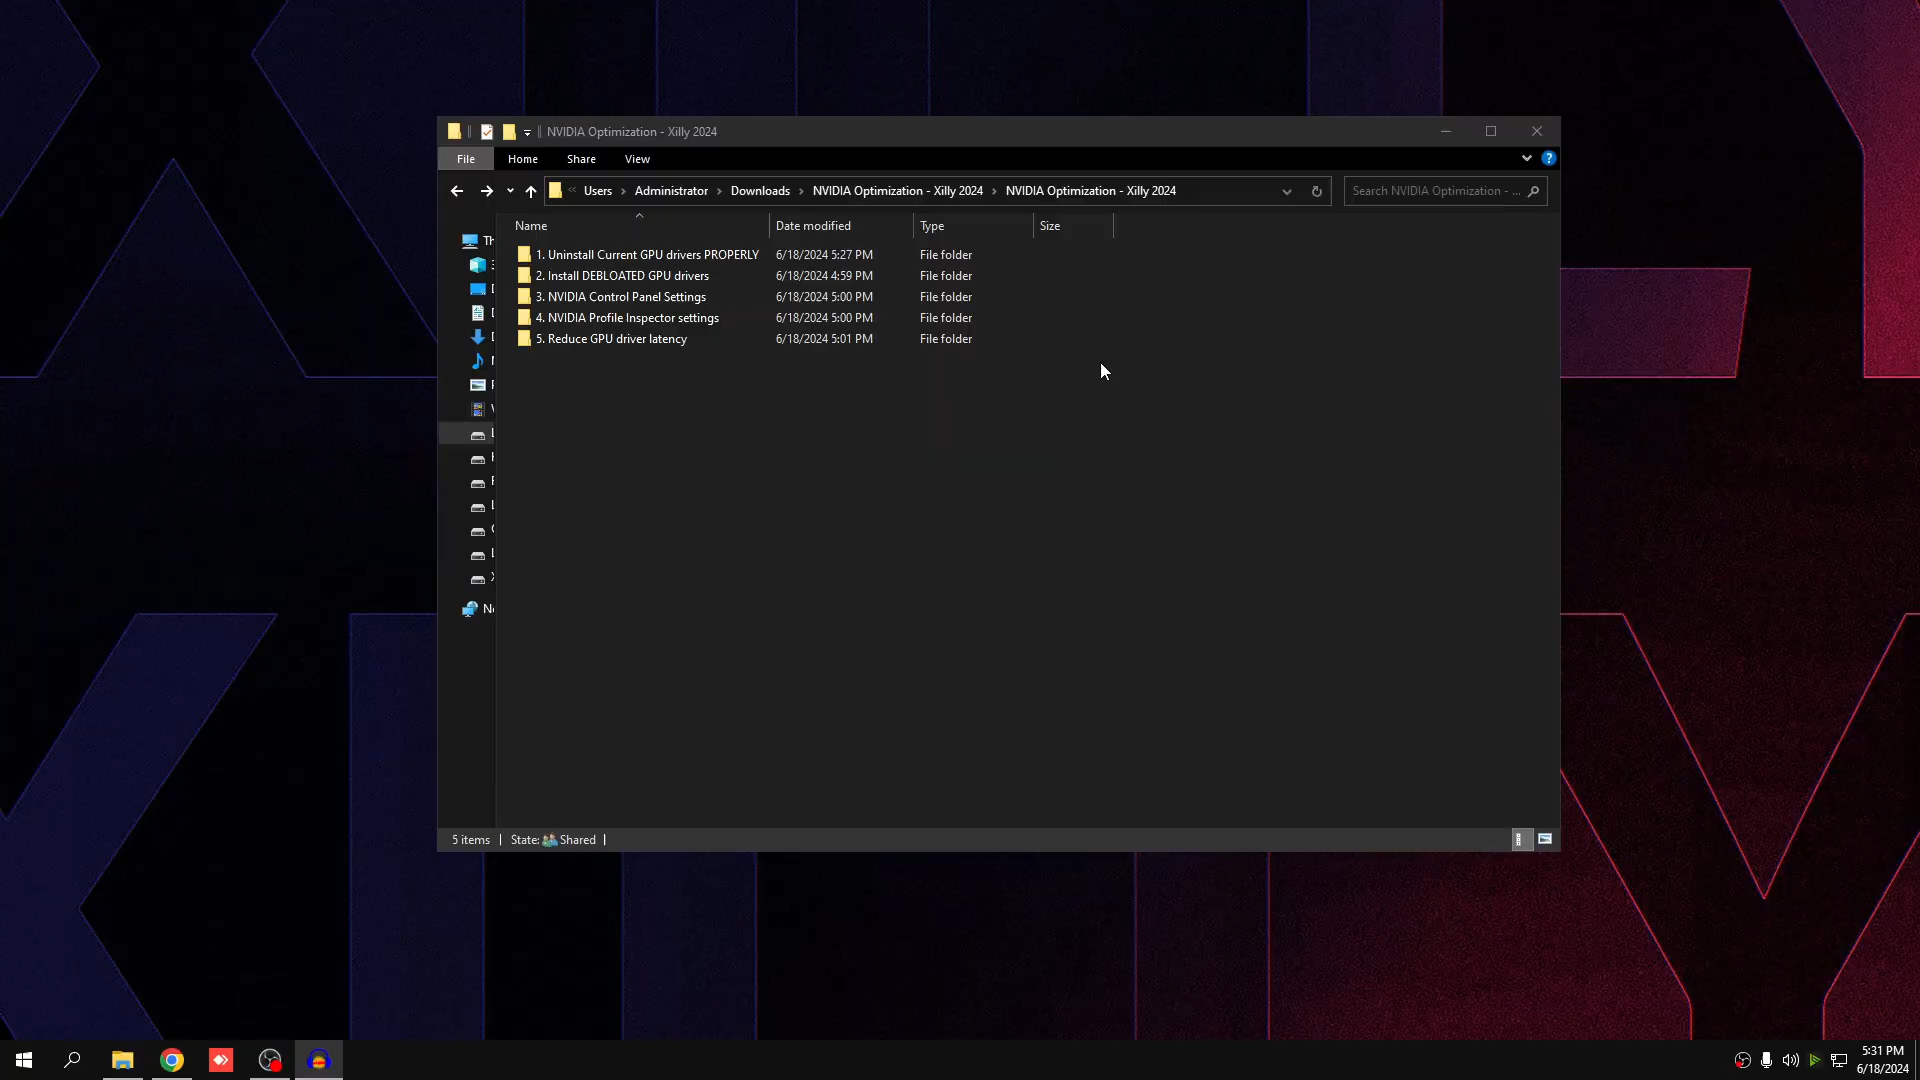 NVIDIA Optimization - Xilly 2024
File Home Share View
Users Administrator Downloads NVIDIA Optimization - Xilly 2024 NVIDIA Optimization - Xilly 2024 Search NVIDIA Optimization - ...
Name Date modified Type Size
1. Uninstall Current GPU drivers PROPERLY 6/18/2024 5:27 PM File folder
2. Install DEBLOATED GPU drivers 6/18/2024 4:59 PM File folder
3. NVIDIA Control Panel Settings 6/18/2024 5:00 PM File folder
4. NVIDIA Profile Inspector settings 6/18/2024 5:00 PM File folder
5. Reduce GPU driver latency 6/18/2024 5:01 PM File folder
5 items State: Shared
5:31 PM
6/18/2024